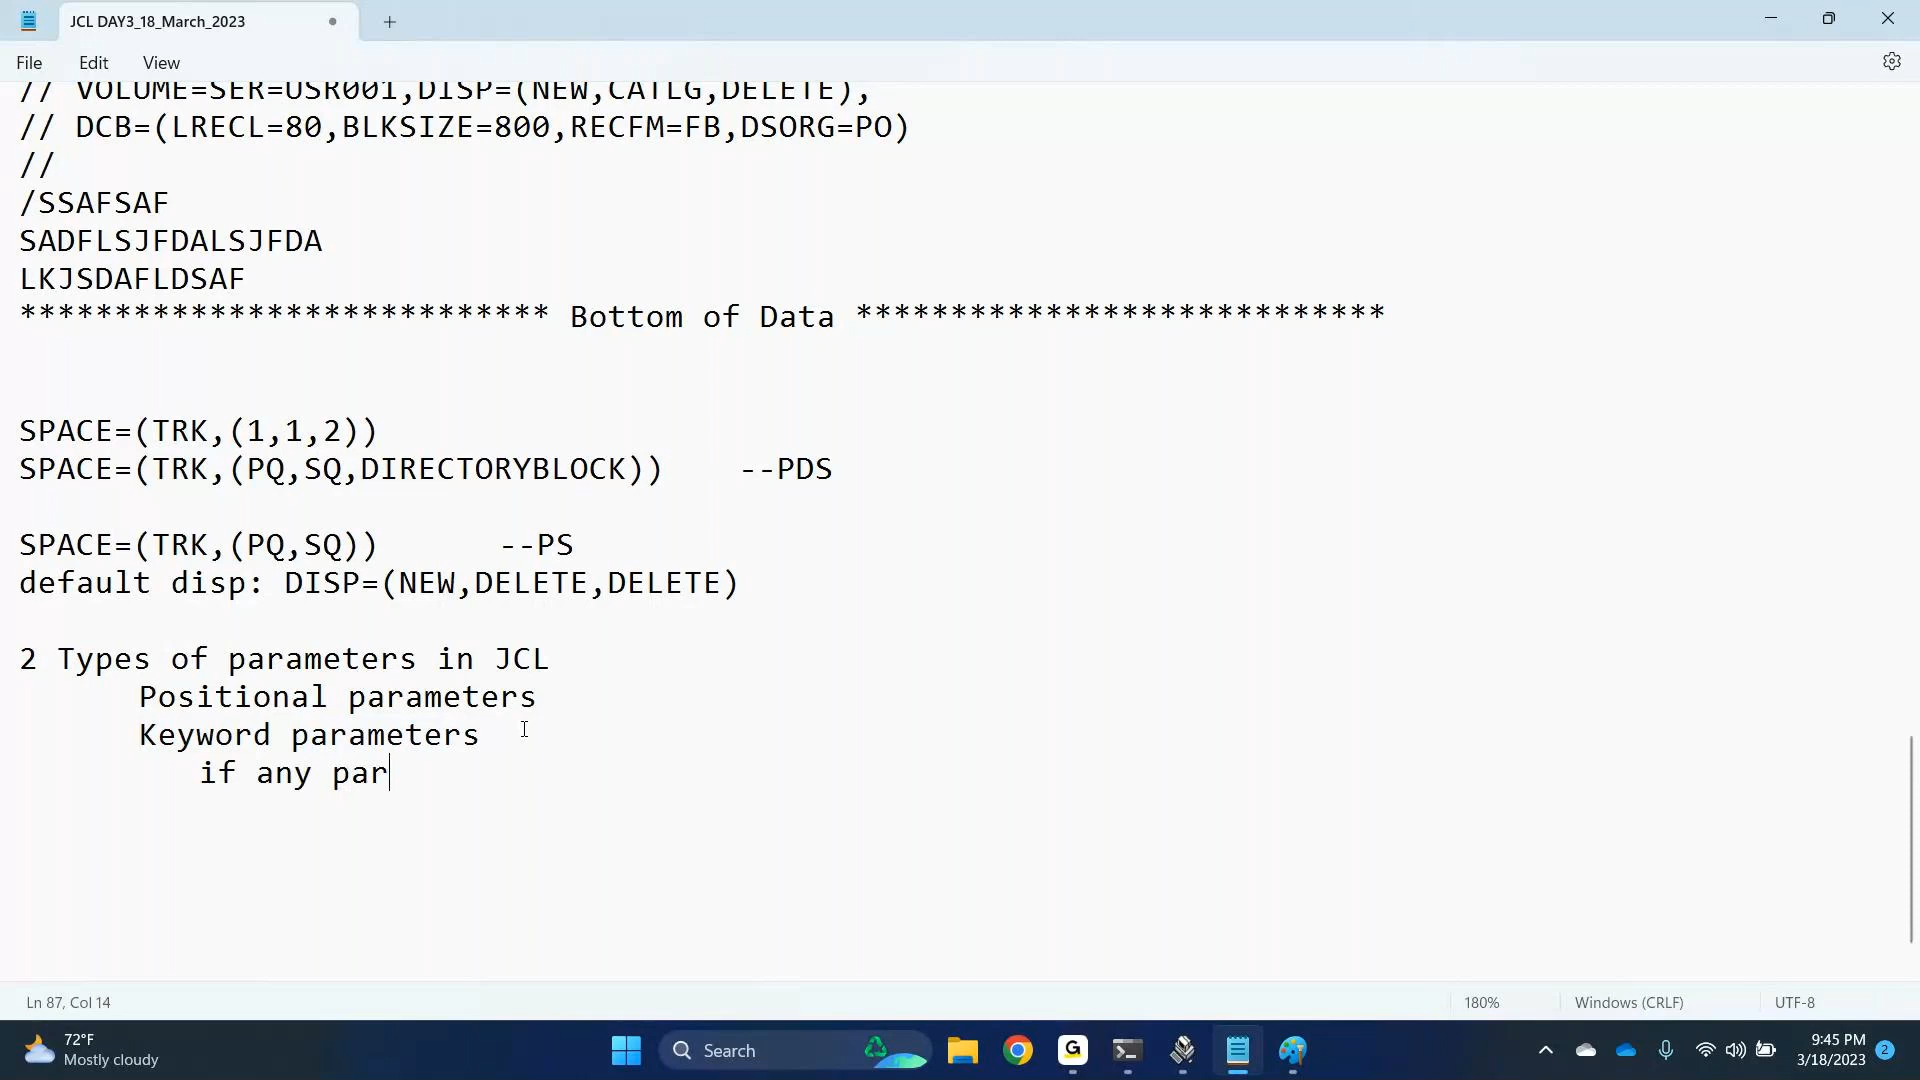 JCL DAY3_18_March_2023
File Edit View
// VOLUME=SER=USR001,DISP=(NEW,CATLG,DELETE),
// DCB=(LRECL=80,BLKSIZE=800,RECFM=FB,DSORG=PO)
//
/SSAFSAF
SADFLSJFDALSJFDA
LKJSDAFLDSAF
**************************** Bottom of Data ****************************
SPACE=(TRK,(1,1,2))
SPACE=(TRK,(PQ,SQ,DIRECTORYBLOCK)) --PDS
SPACE=(TRK,(PQ,SQ)) --PS
default disp: DISP=(NEW,DELETE,DELETE)
2 Types of parameters in JCL
Positional parameters
Keyword parameters
if any par
Ln 87, Col 14 180% Windows (CRLF) UTF-8
72°F
Mostly cloudy
Search
G
9:45 PM
3/18/2023
2